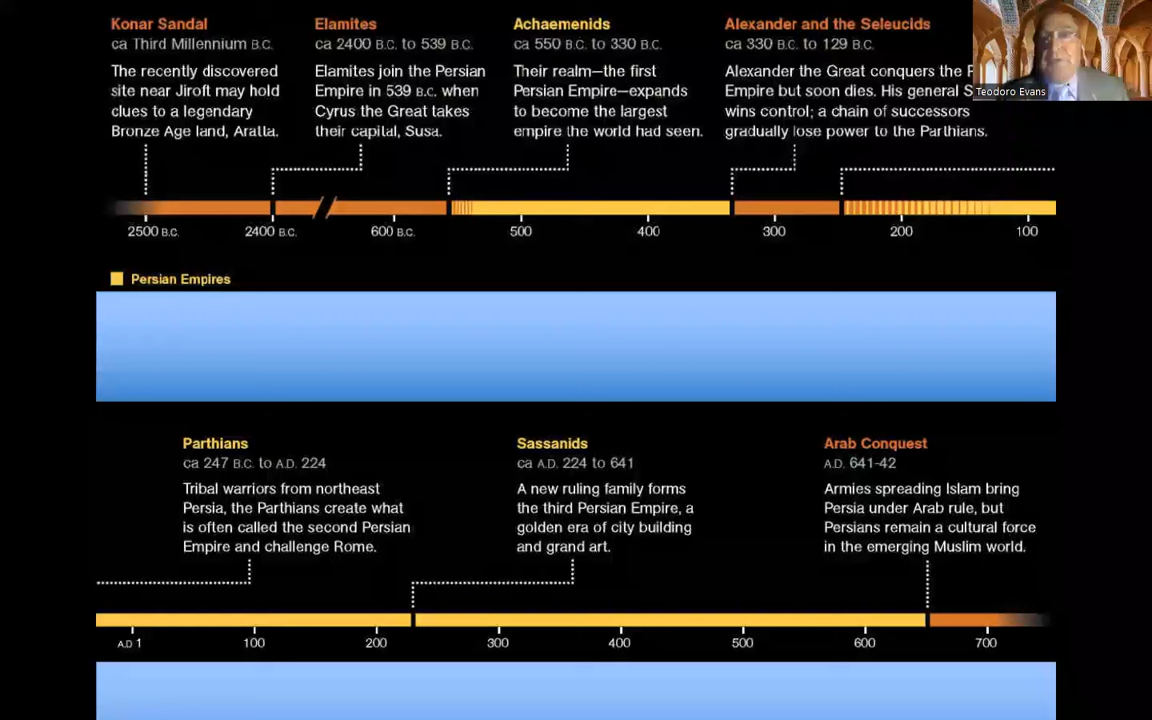 Konar Sandal
ca Third Millennium B.C.
The recently discovered
site near Jiroft may hold
clues to a legendary
Bronze Age land, Aratta.
Elamites
ca 2400 B.C. to 539 B.C.
Elamites join the Persian
Empire in 539 B.C. when
Cyrus the Great takes
their capital, Susa.
Achaemenids
ca 550 B.C. to 330 B.C.
Their realm—the first
Persian Empire—expands
to become the largest
empire the world had seen.
Alexander and the Seleucids
ca 330 B.C. to 129 B.C.
Alexander the Great conquers the
Empire but soon dies. His general
wins control; a chain of successors
gradually lose power to the Parthians.
Teodoro Evans
2500 B.C. 2400 B.C. 600 B.C. 500 400 300 200 100
Persian Empires
Parthians
ca 247 B.C. to A.D. 224
Tribal warriors from northeast
Persia, the Parthians create what
is often called the second Persian
Empire and challenge Rome.
Sassanids
ca A.D. 224 to 641
A new ruling family forms
the third Persian Empire, a
golden era of city building
and grand art.
Arab Conquest
A.D. 641-42
Armies spreading Islam bring
Persia under Arab rule, but
Persians remain a cultural force
in the emerging Muslim world.
A.D 1 100 200 300 400 500 600 700